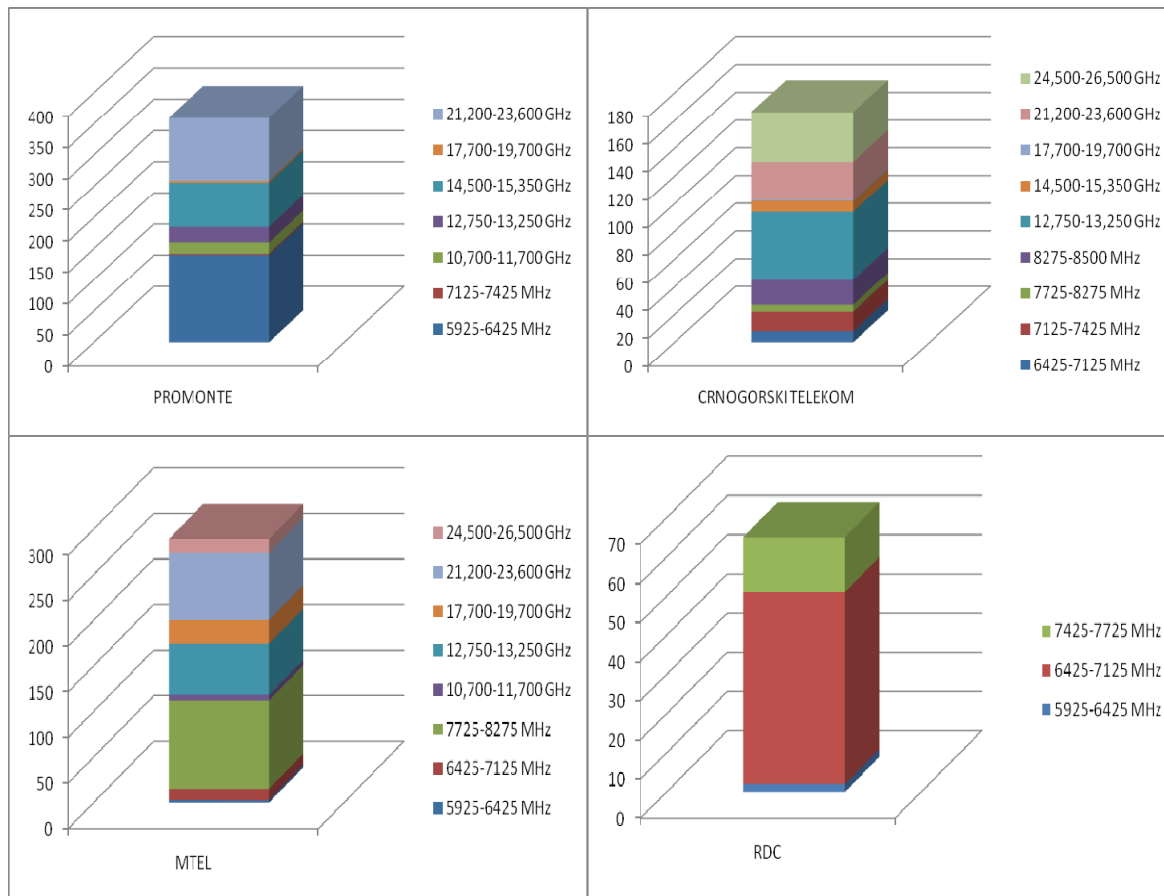 400
350
300
250
200
150
100
50
0
PROMONTE
21,200-23,600 GHz
17,700-19,700 GHz
14,500-15,350 GHz
12,750-13,250 GHz
10,700-11,700 GHz
7125-7425 MHz
5925-6425 MHz
180
160
140
120
100
80
60
40
20
0
CRNOGORSKI TELEKOM
24,500-26,500 GHz
21,200-23,600 GHz
17,700-19,700 GHz
14,500-15,350 GHz
12,750-13,250 GHz
8275-8500 MHz
7725-8275 MHz
7125-7425 MHz
6425-7125 MHz
300
250
200
150
100
50
0
MTEL
24,500-26,500 GHz
21,200-23,600 GHz
17,700-19,700 GHz
12,750-13,250 GHz
10,700-11,700 GHz
7725-8275 MHz
6425-7125 MHz
5925-6425 MHz
70
60
50
40
30
20
10
0
RDC
7425-7725 MHz
6425-7125 MHz
5925-6425 MHz